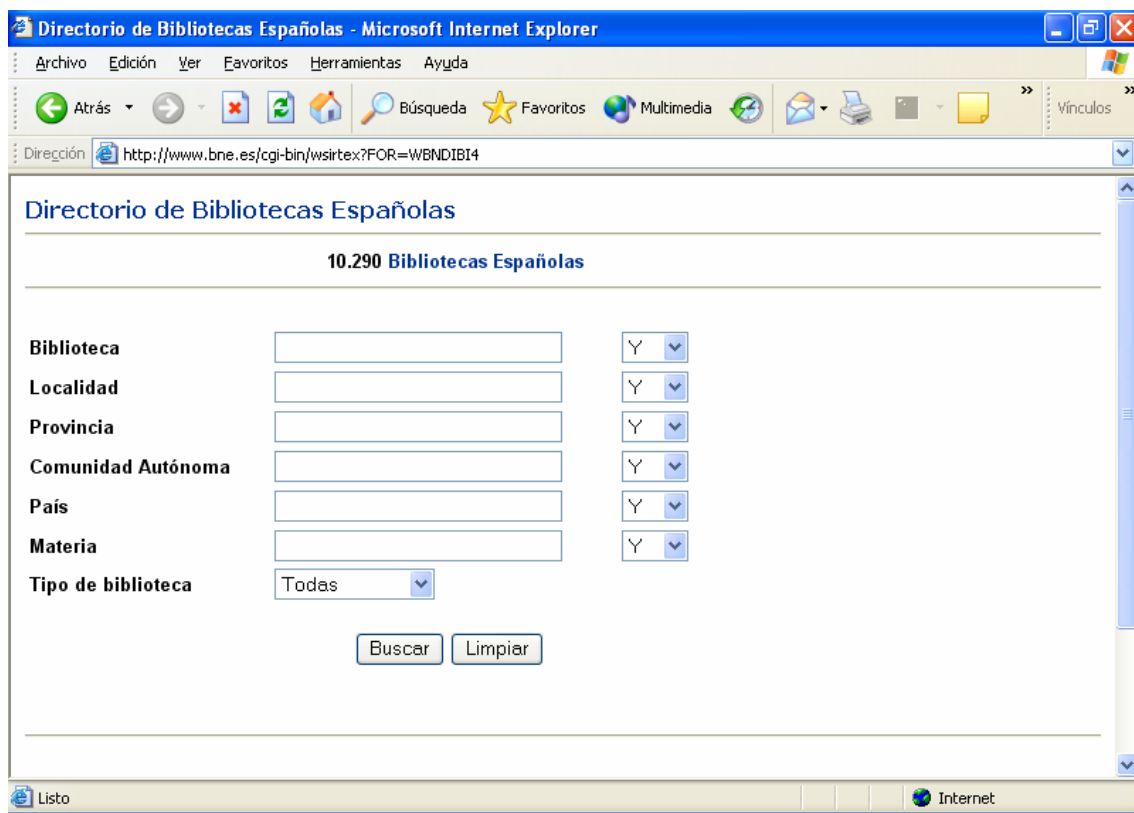 Directorio de Bibliotecas Españolas - Microsoft Internet Explorer
Archivo Edición Ver Favoritos Herramientas Ayuda
Atrás Búsqueda Favoritos Multimedia » Vínculos »
Dirección http://www.bne.es/cgi-bin/wsirtex?FOR=WBNDIBI4
Directorio de Bibliotecas Españolas
10.290 Bibliotecas Españolas
Biblioteca Y
Localidad Y
Provincia Y
Comunidad Autónoma Y
País Y
Materia Y
Tipo de biblioteca Todas
Buscar Limpiar
Listo Internet